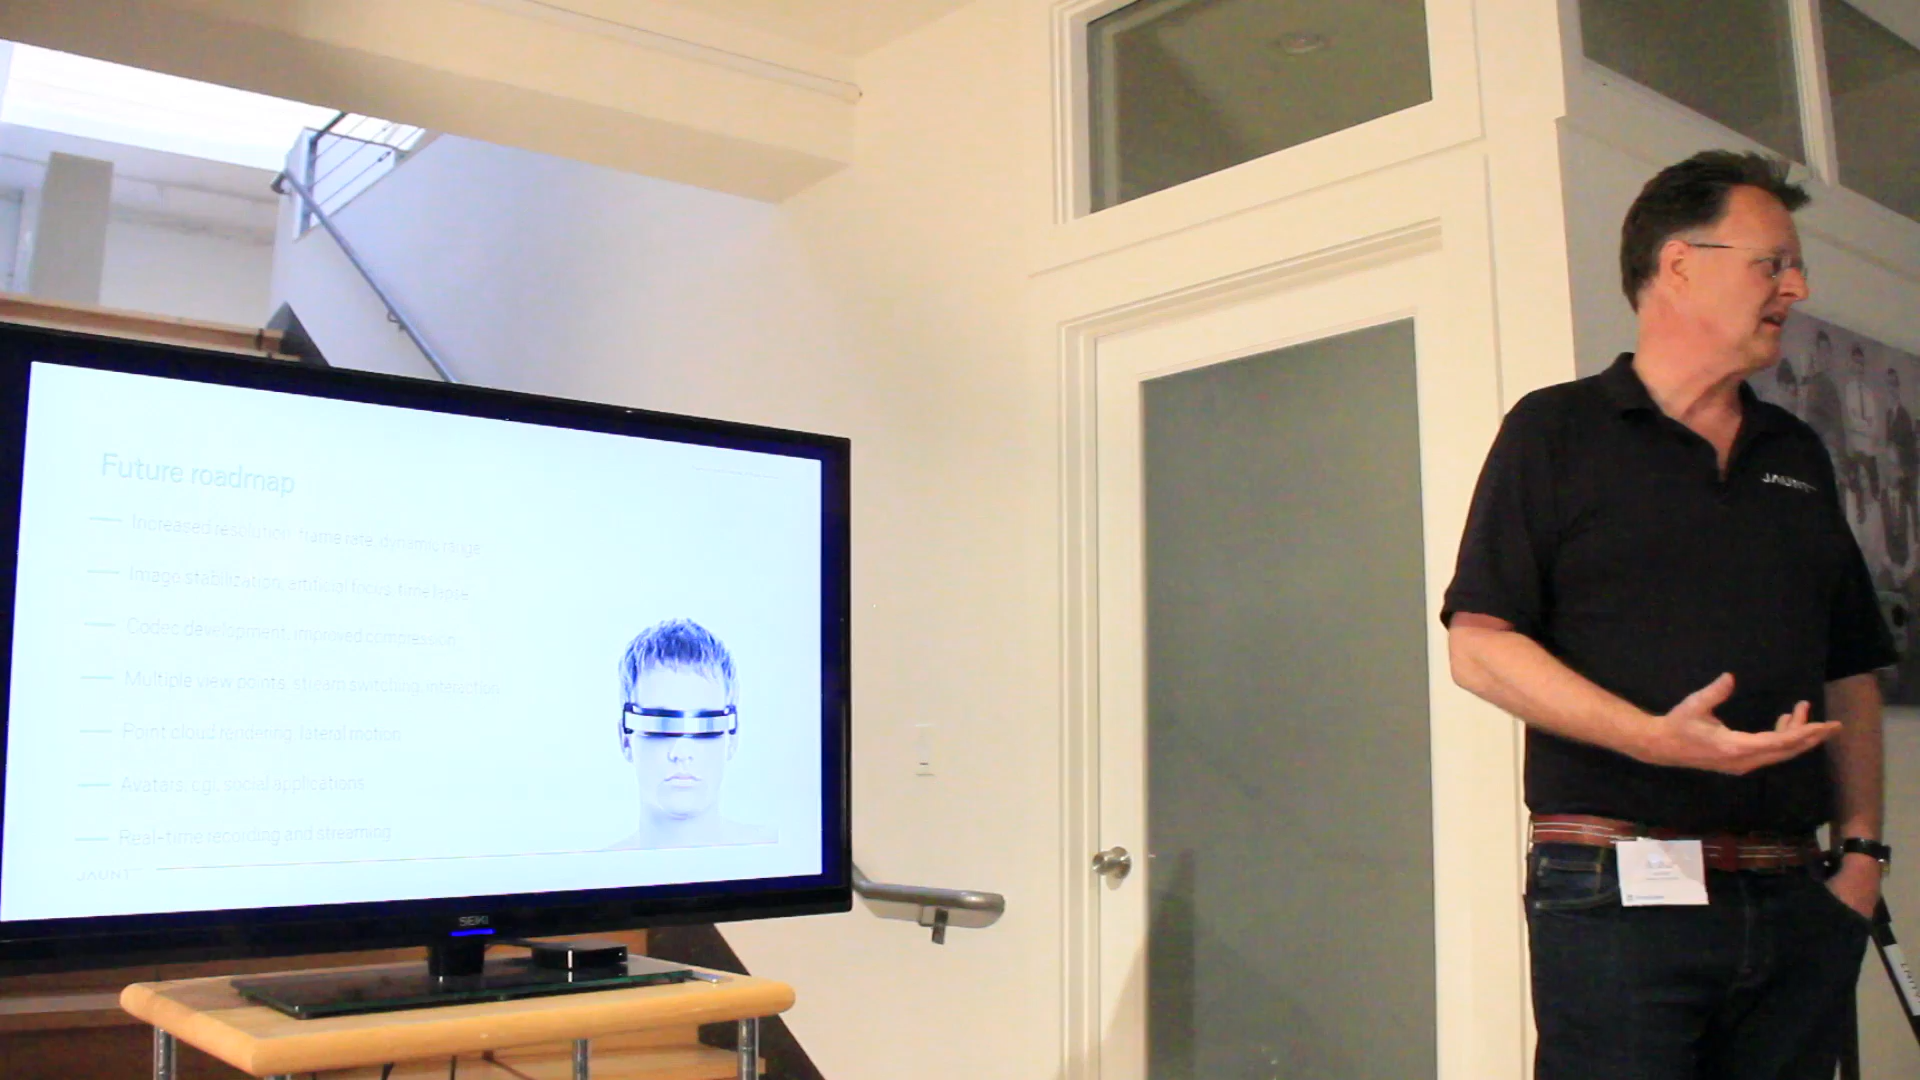 Future roadmap
Increased resolution, frame rate, dynamic range
Image stabilization, artificial focus, time lapse
Codec development, improved compression
Multiple view points, stream switching, interaction
Point cloud rendering, lateral motion
Avatars, cgi, social applications
Real-time recording and streaming
JAUNT
SEIKI
JAUNT